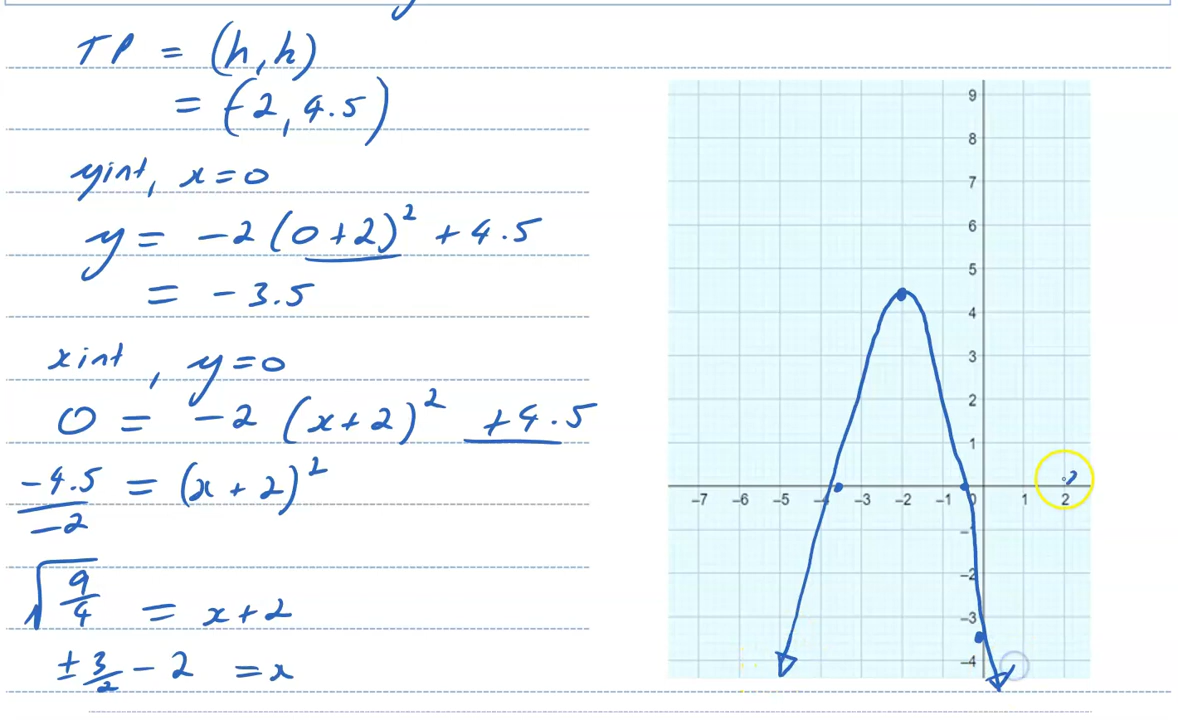 TP = (h, k)
= (-2, 4.5)
yint, x=0
y = -2(0+2)² +4.5
= -3.5
xint, y=0
0 = -2 (x+2)² +4.5
-4.5/-2 = (x+2)²
√9/4 = x+2
±3/2 - 2 = x
9
8
7
6
5
4
3
2
1
-7 -6 -5 -4 -3 -2 -1 0 1 2
-1
-2
-3
-4